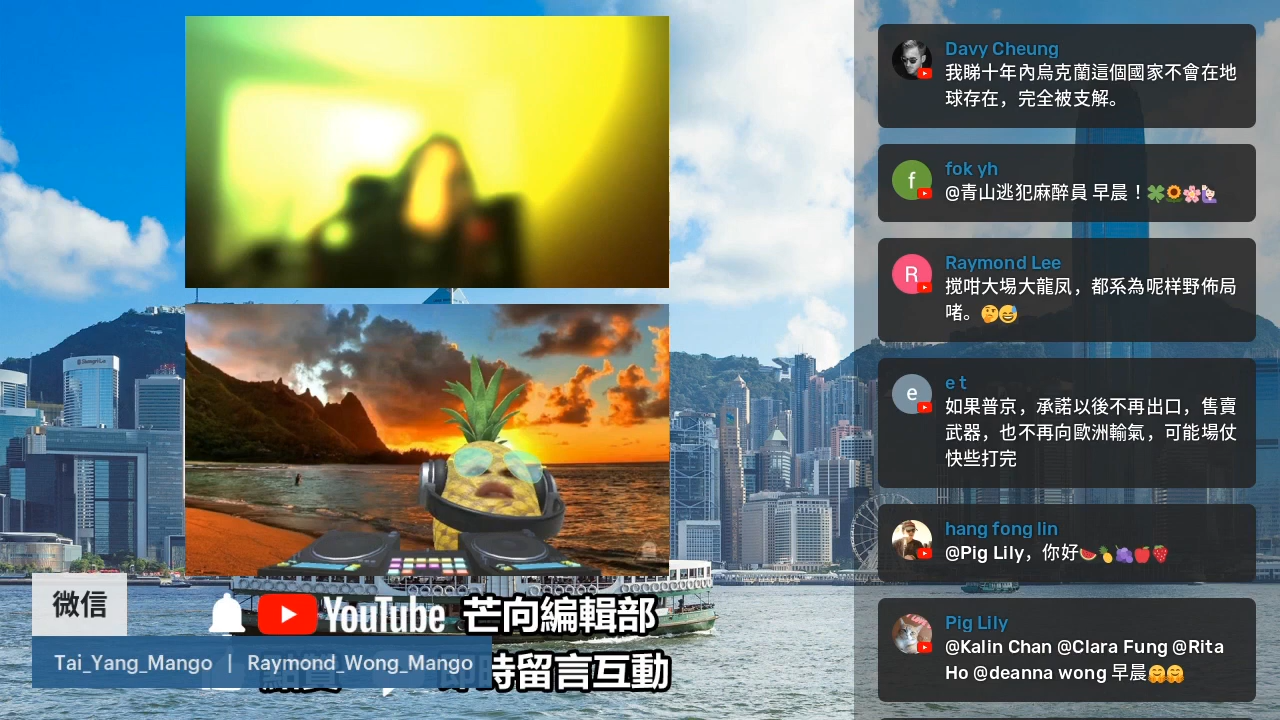 Davy Cheung
我睇十年內烏克蘭這個國家不會在地
球存在，完全被支解。
fok yh
@青山逃犯麻醉員 早晨！🍀🌻🌸🙋🏻‍♀️
Raymond Lee
搅咁大埸大龍凤，都系為呢样野佈局
啫。🤔😅
e t
如果普京，承諾以後不再出口，售賣
武器，也不再向歐洲輸氣，可能場仗
快些打完
hang fong lin
@Pig Lily，你好🍉🍍🍇🍎🍓
Pig Lily
@Kalin Chan @Clara Fung @Rita
Ho @deanna wong 早晨🤗🤗
YouTube 芒向編輯部
即時留言互動
微信
Tai_Yang_Mango | Raymond_Wong_Mango